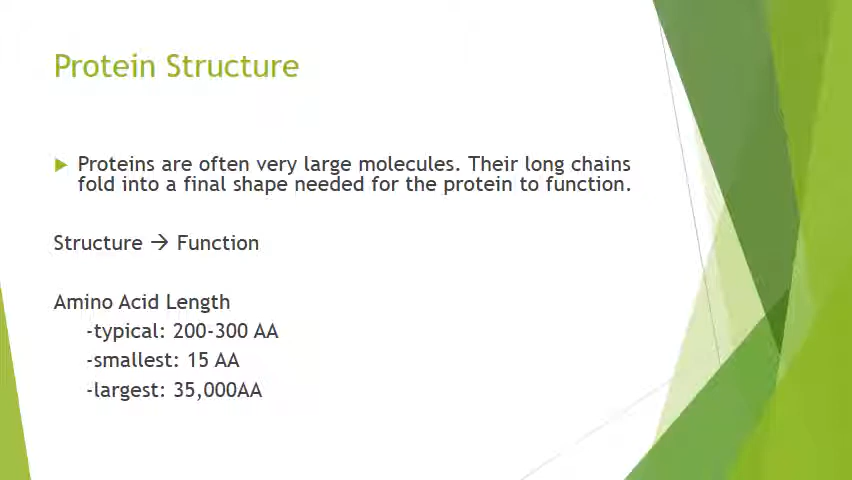 Protein Structure
Proteins are often very large molecules. Their long chains
fold into a final shape needed for the protein to function.
Structure → Function
Amino Acid Length
-typical: 200-300 AA
-smallest: 15 AA
-largest: 35,000AA